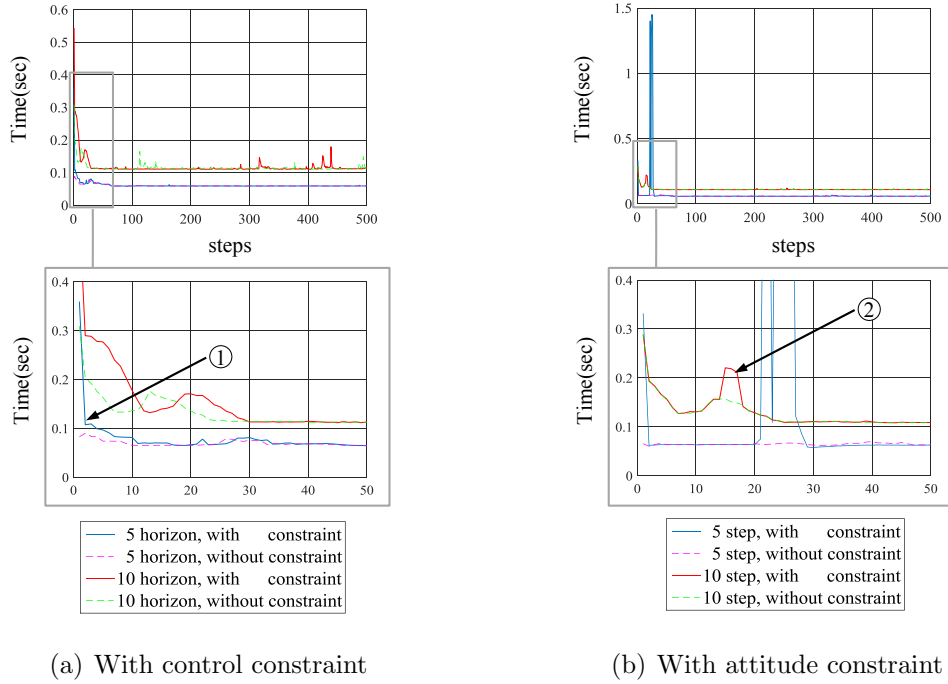 0.6
0.5
0.4
0.3
0.2
0.1
0
Time(sec)
0 100 200 300 400 500
steps
0.4
0.3
0.2
0.1
0
Time(sec)
①
0 10 20 30 40 50
5 horizon, with constraint
5 horizon, without constraint
10 horizon, with constraint
10 horizon, without constraint
(a) With control constraint
1.5
1
0.5
0
Time(sec)
0 100 200 300 400 500
steps
0.4
0.3
0.2
0.1
0
Time(sec)
②
0 10 20 30 40 50
5 step, with constraint
5 step, without constraint
10 step, with constraint
10 step, without constraint
(b) With attitude constraint